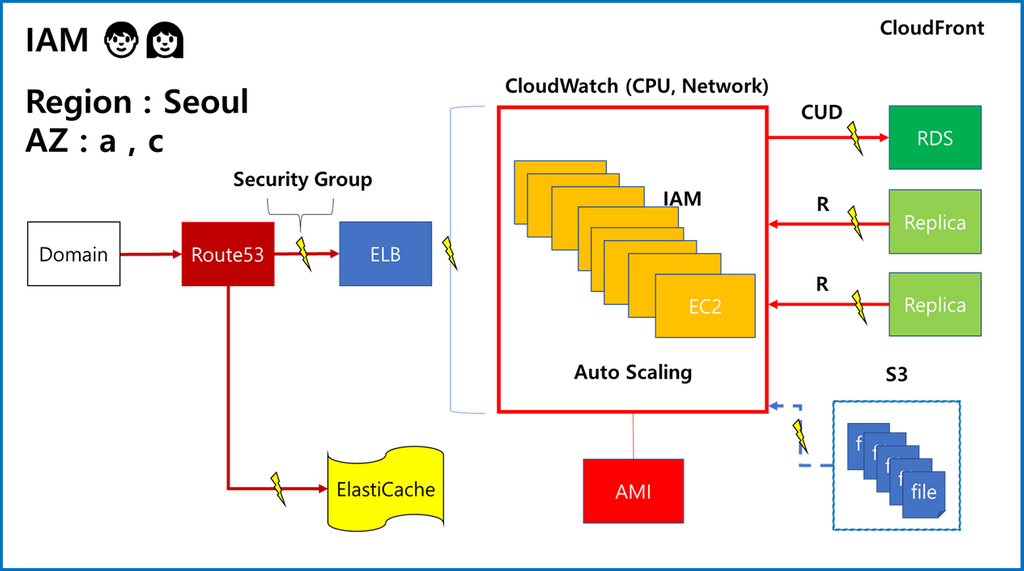 IAM
CloudFront
Region : Seoul
AZ : a , c
CloudWatch (CPU, Network)
CUD
RDS
Security Group
IAM
R
Replica
Domain
Route53
ELB
EC2
R
Replica
Auto Scaling
S3
ElastiCache
AMI
f
f
f
f
file